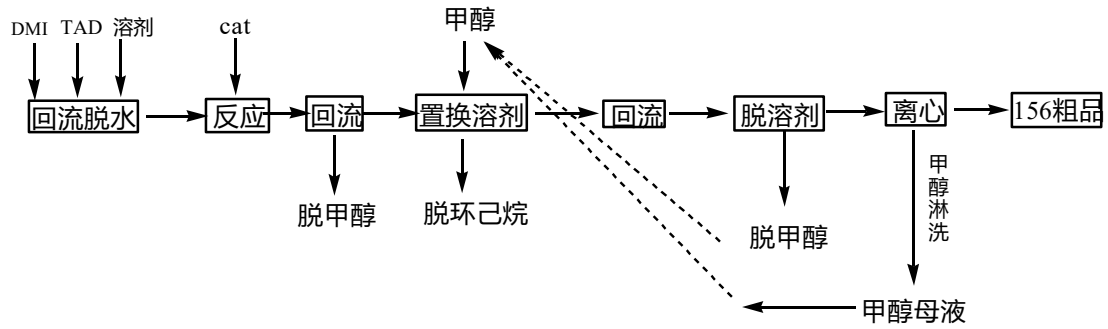 甲醇
DMI TAD 溶剂 cat
回流脱水 反应 回流 置换溶剂 回流 脱溶剂 离心 156粗品
甲醇淋洗
脱甲醇 脱环己烷 脱甲醇
甲醇母液